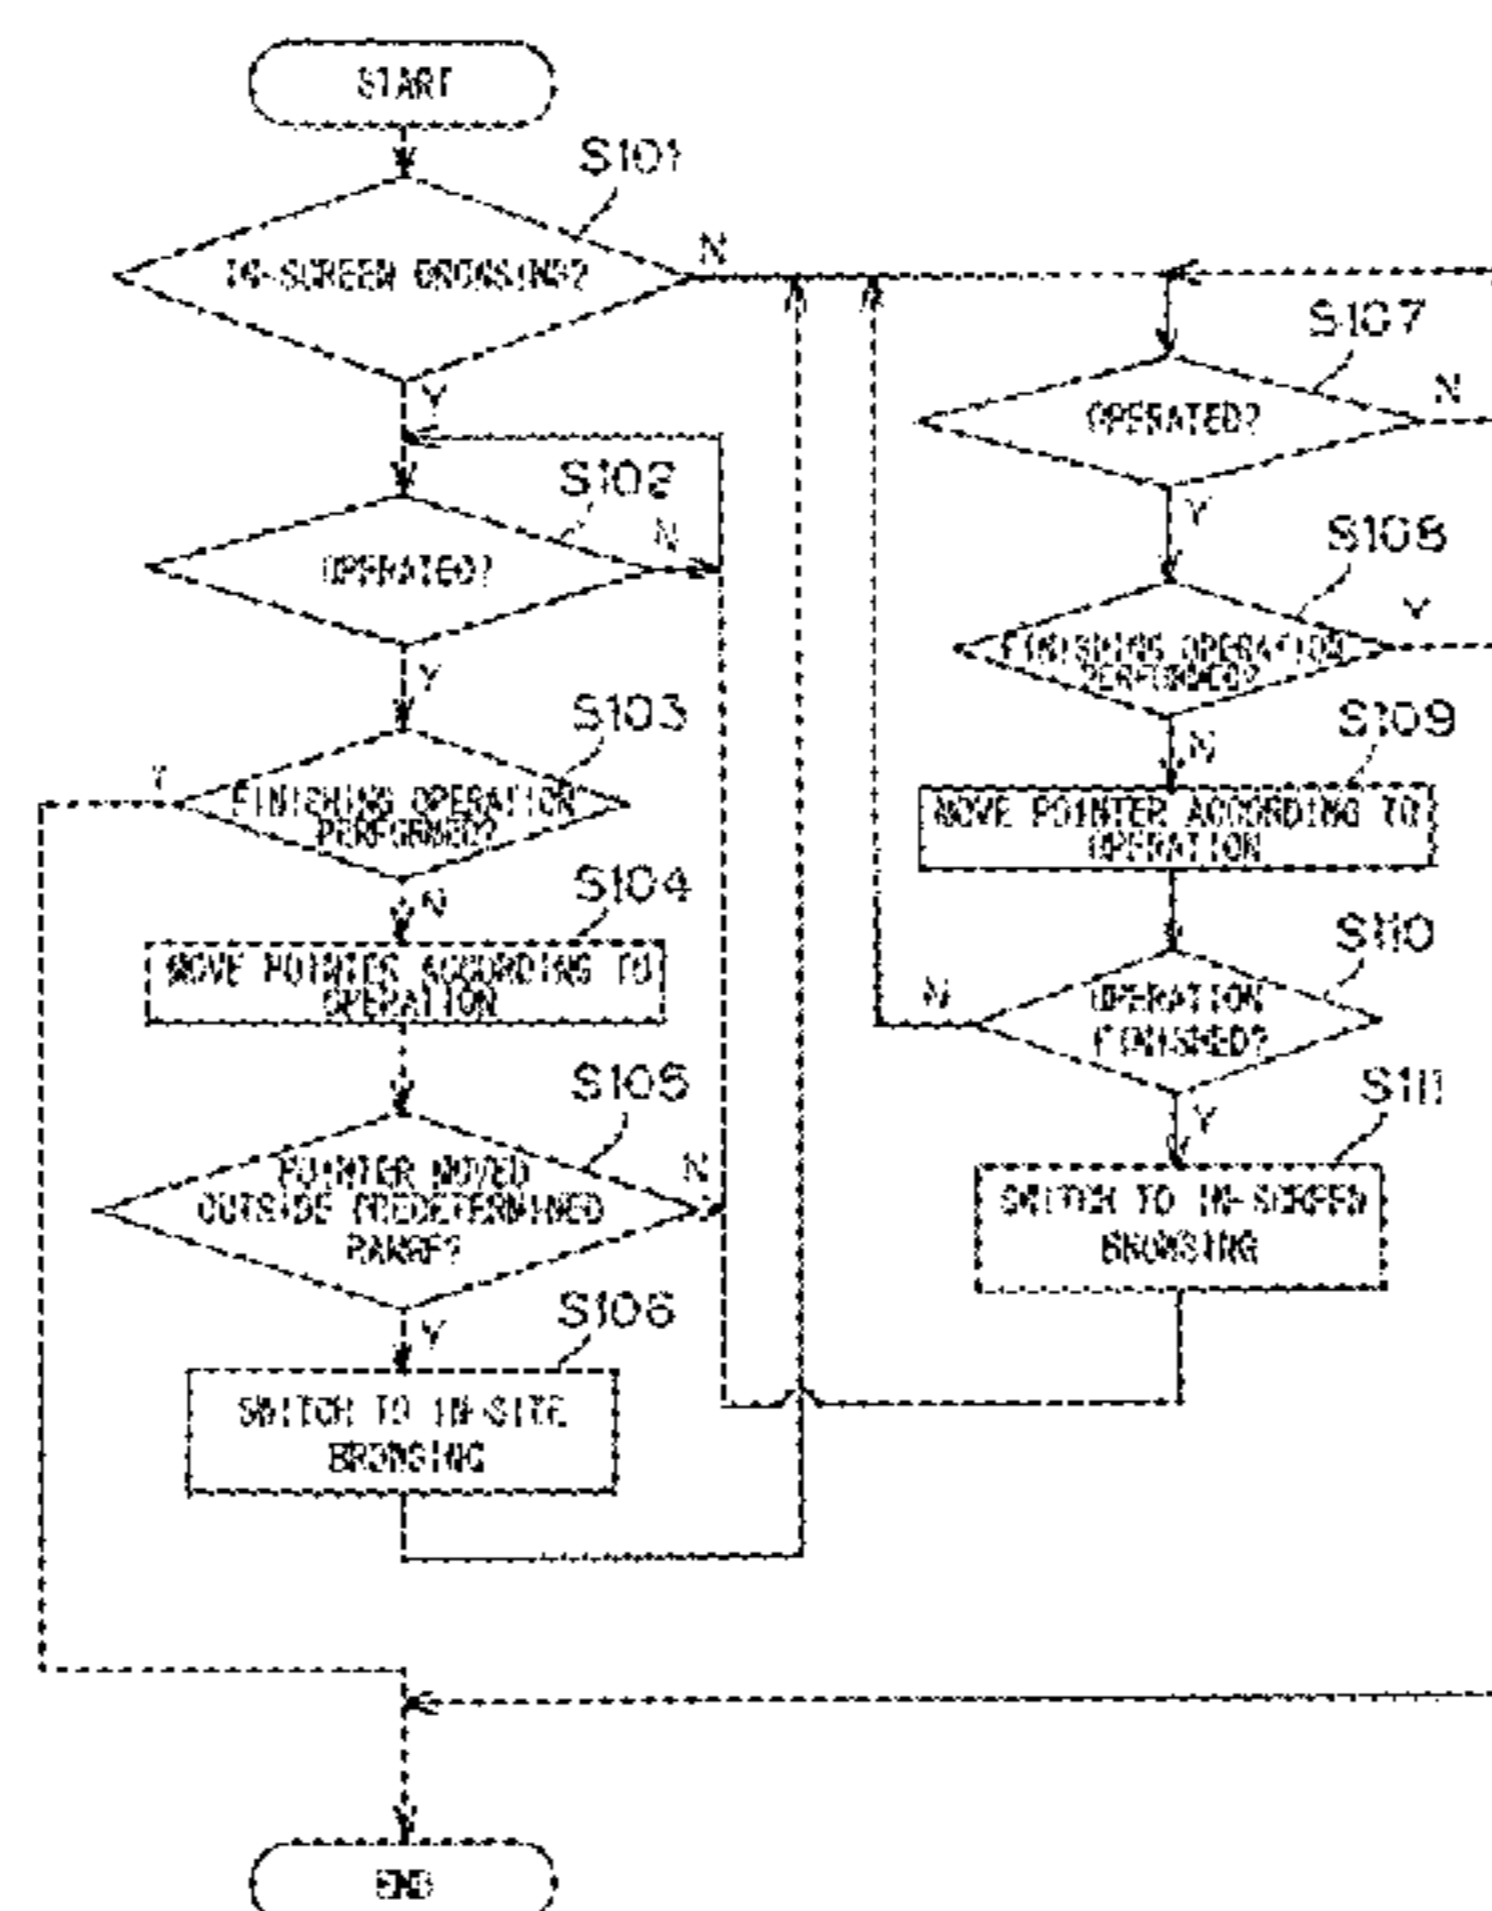 START
S101
IN-SCREEN BROWSING?
N
Y
S102
OPERATED?
N
Y
S103
FINISHING OPERATION
PERFORMED?
Y
N
S104
MOVE POINTER ACCORDING TO
OPERATION
S105
POINTER MOVED
OUTSIDE PREDETERMINED
RANGE?
N
Y
S106
SWITCH TO IN-SITE
BROWSING
S107
OPERATED?
N
Y
S108
FINISHING OPERATION
PERFORMED?
Y
N
S109
MOVE POINTER ACCORDING TO
OPERATION
S110
OPERATION
FINISHED?
N
Y
S111
SWITCH TO IN-SCREEN
BROWSING
END